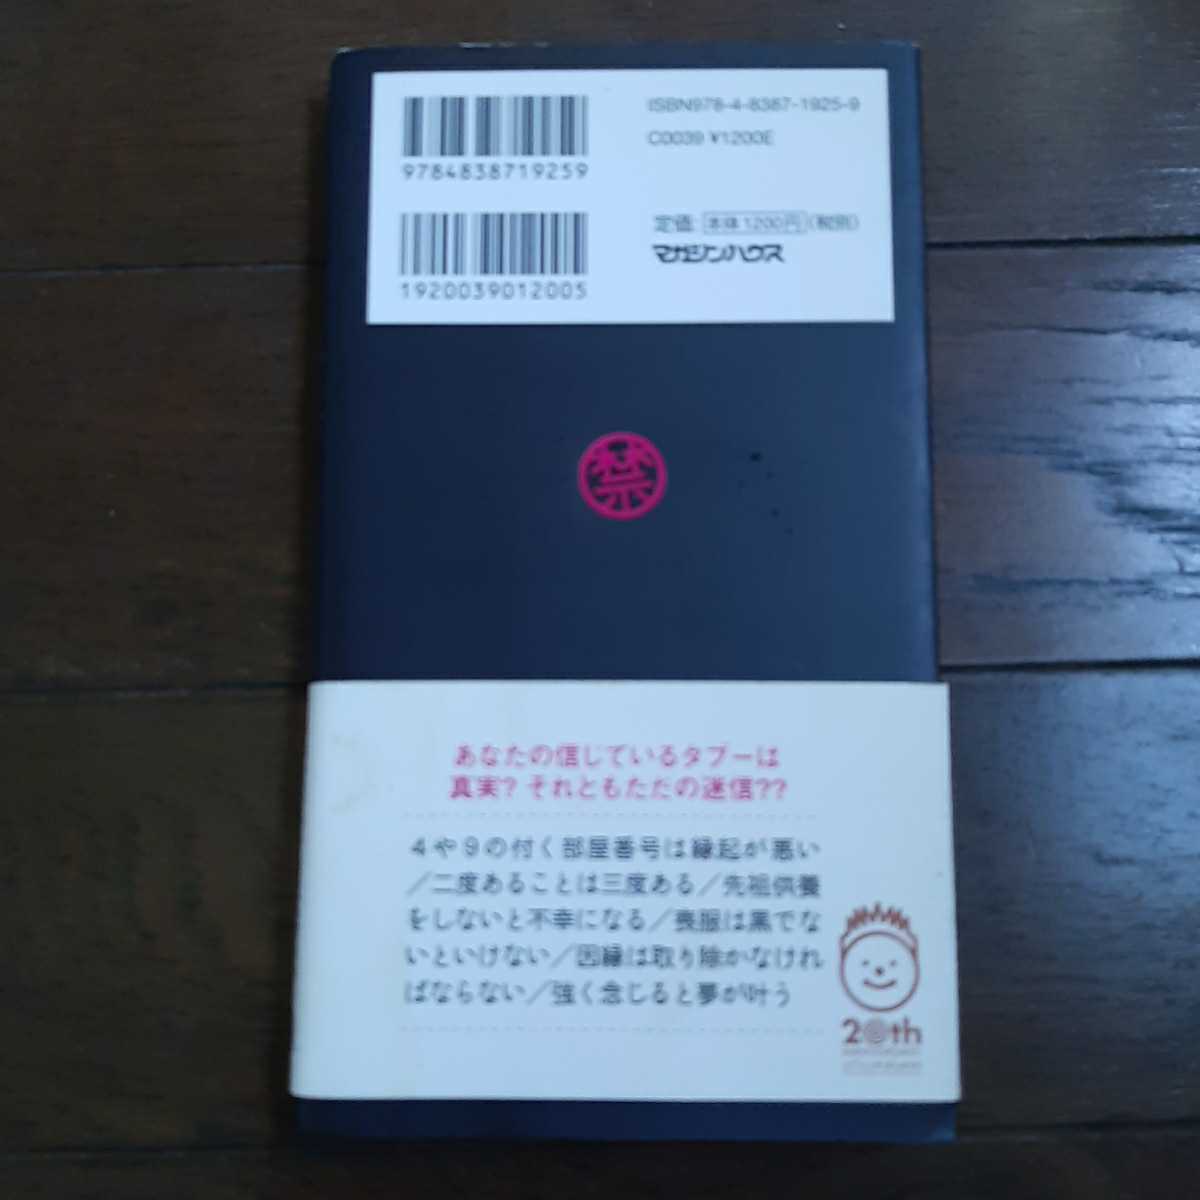 ISBN978-4-8387-1925-9
C0039 ¥1200E
9784838719259
定価:本体1200円(税別)
マガジンハウス
1920039012005
禁
あなたの信じているタブーは
真実? それともただの迷信??
4や9の付く部屋番号は縁起が悪い
/二度あることは三度ある/先祖供養
をしないと不幸になる/喪服は黒でな
いといけない/因縁は取り除かなけれ
ばならない/強く念じると夢が叶う
20th